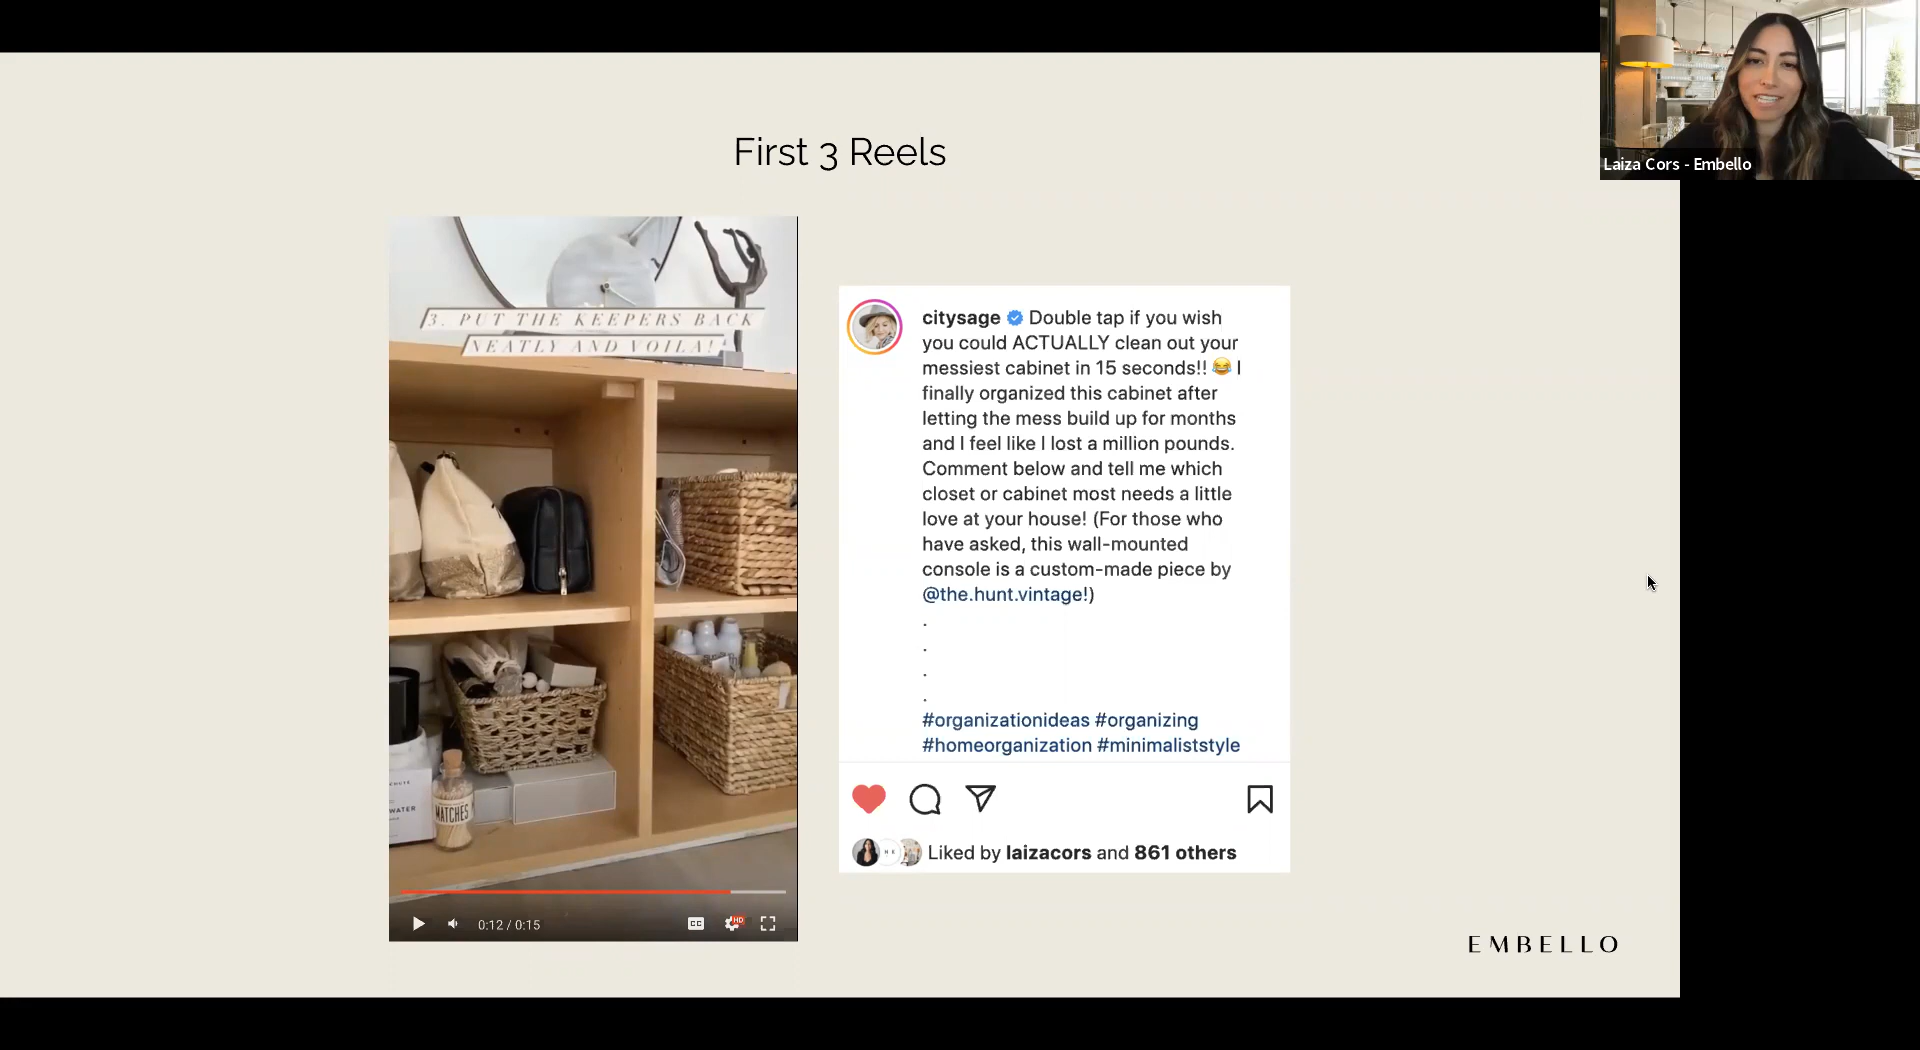 Laiza Cors - Embello
First 3 Reels
3. PUT THE KEEPERS BACK
NEATLY AND VOILA!
MATCHES
WATER
0:12 / 0:15
CC
HD
citysage Double tap if you wish
you could ACTUALLY clean out your
messiest cabinet in 15 seconds!! 😂 I
finally organized this cabinet after
letting the mess build up for months
and I feel like I lost a million pounds.
Comment below and tell me which
closet or cabinet most needs a little
love at your house! (For those who
have asked, this wall-mounted
console is a custom-made piece by
@the.hunt.vintage!)
.
.
.
.
#organizationideas #organizing
#homeorganization #minimaliststyle
Liked by laizacors and 861 others
EMBELLO